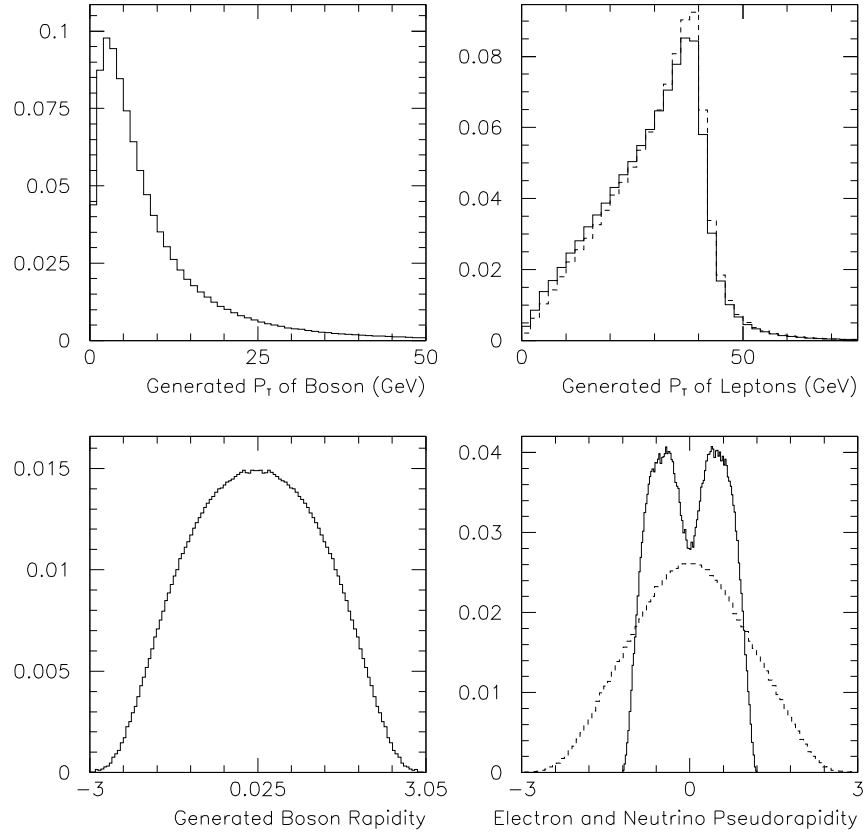 0.1
0.075
0.05
0.025
0
0 25 50
Generated P_T of Boson (GeV)
0.08
0.06
0.04
0.02
0
0 50
Generated P_T of Leptons (GeV)
0.015
0.01
0.005
0
-3 0.025 3.05
Generated Boson Rapidity
0.04
0.03
0.02
0.01
0
-3 0 3
Electron and Neutrino Pseudorapidity